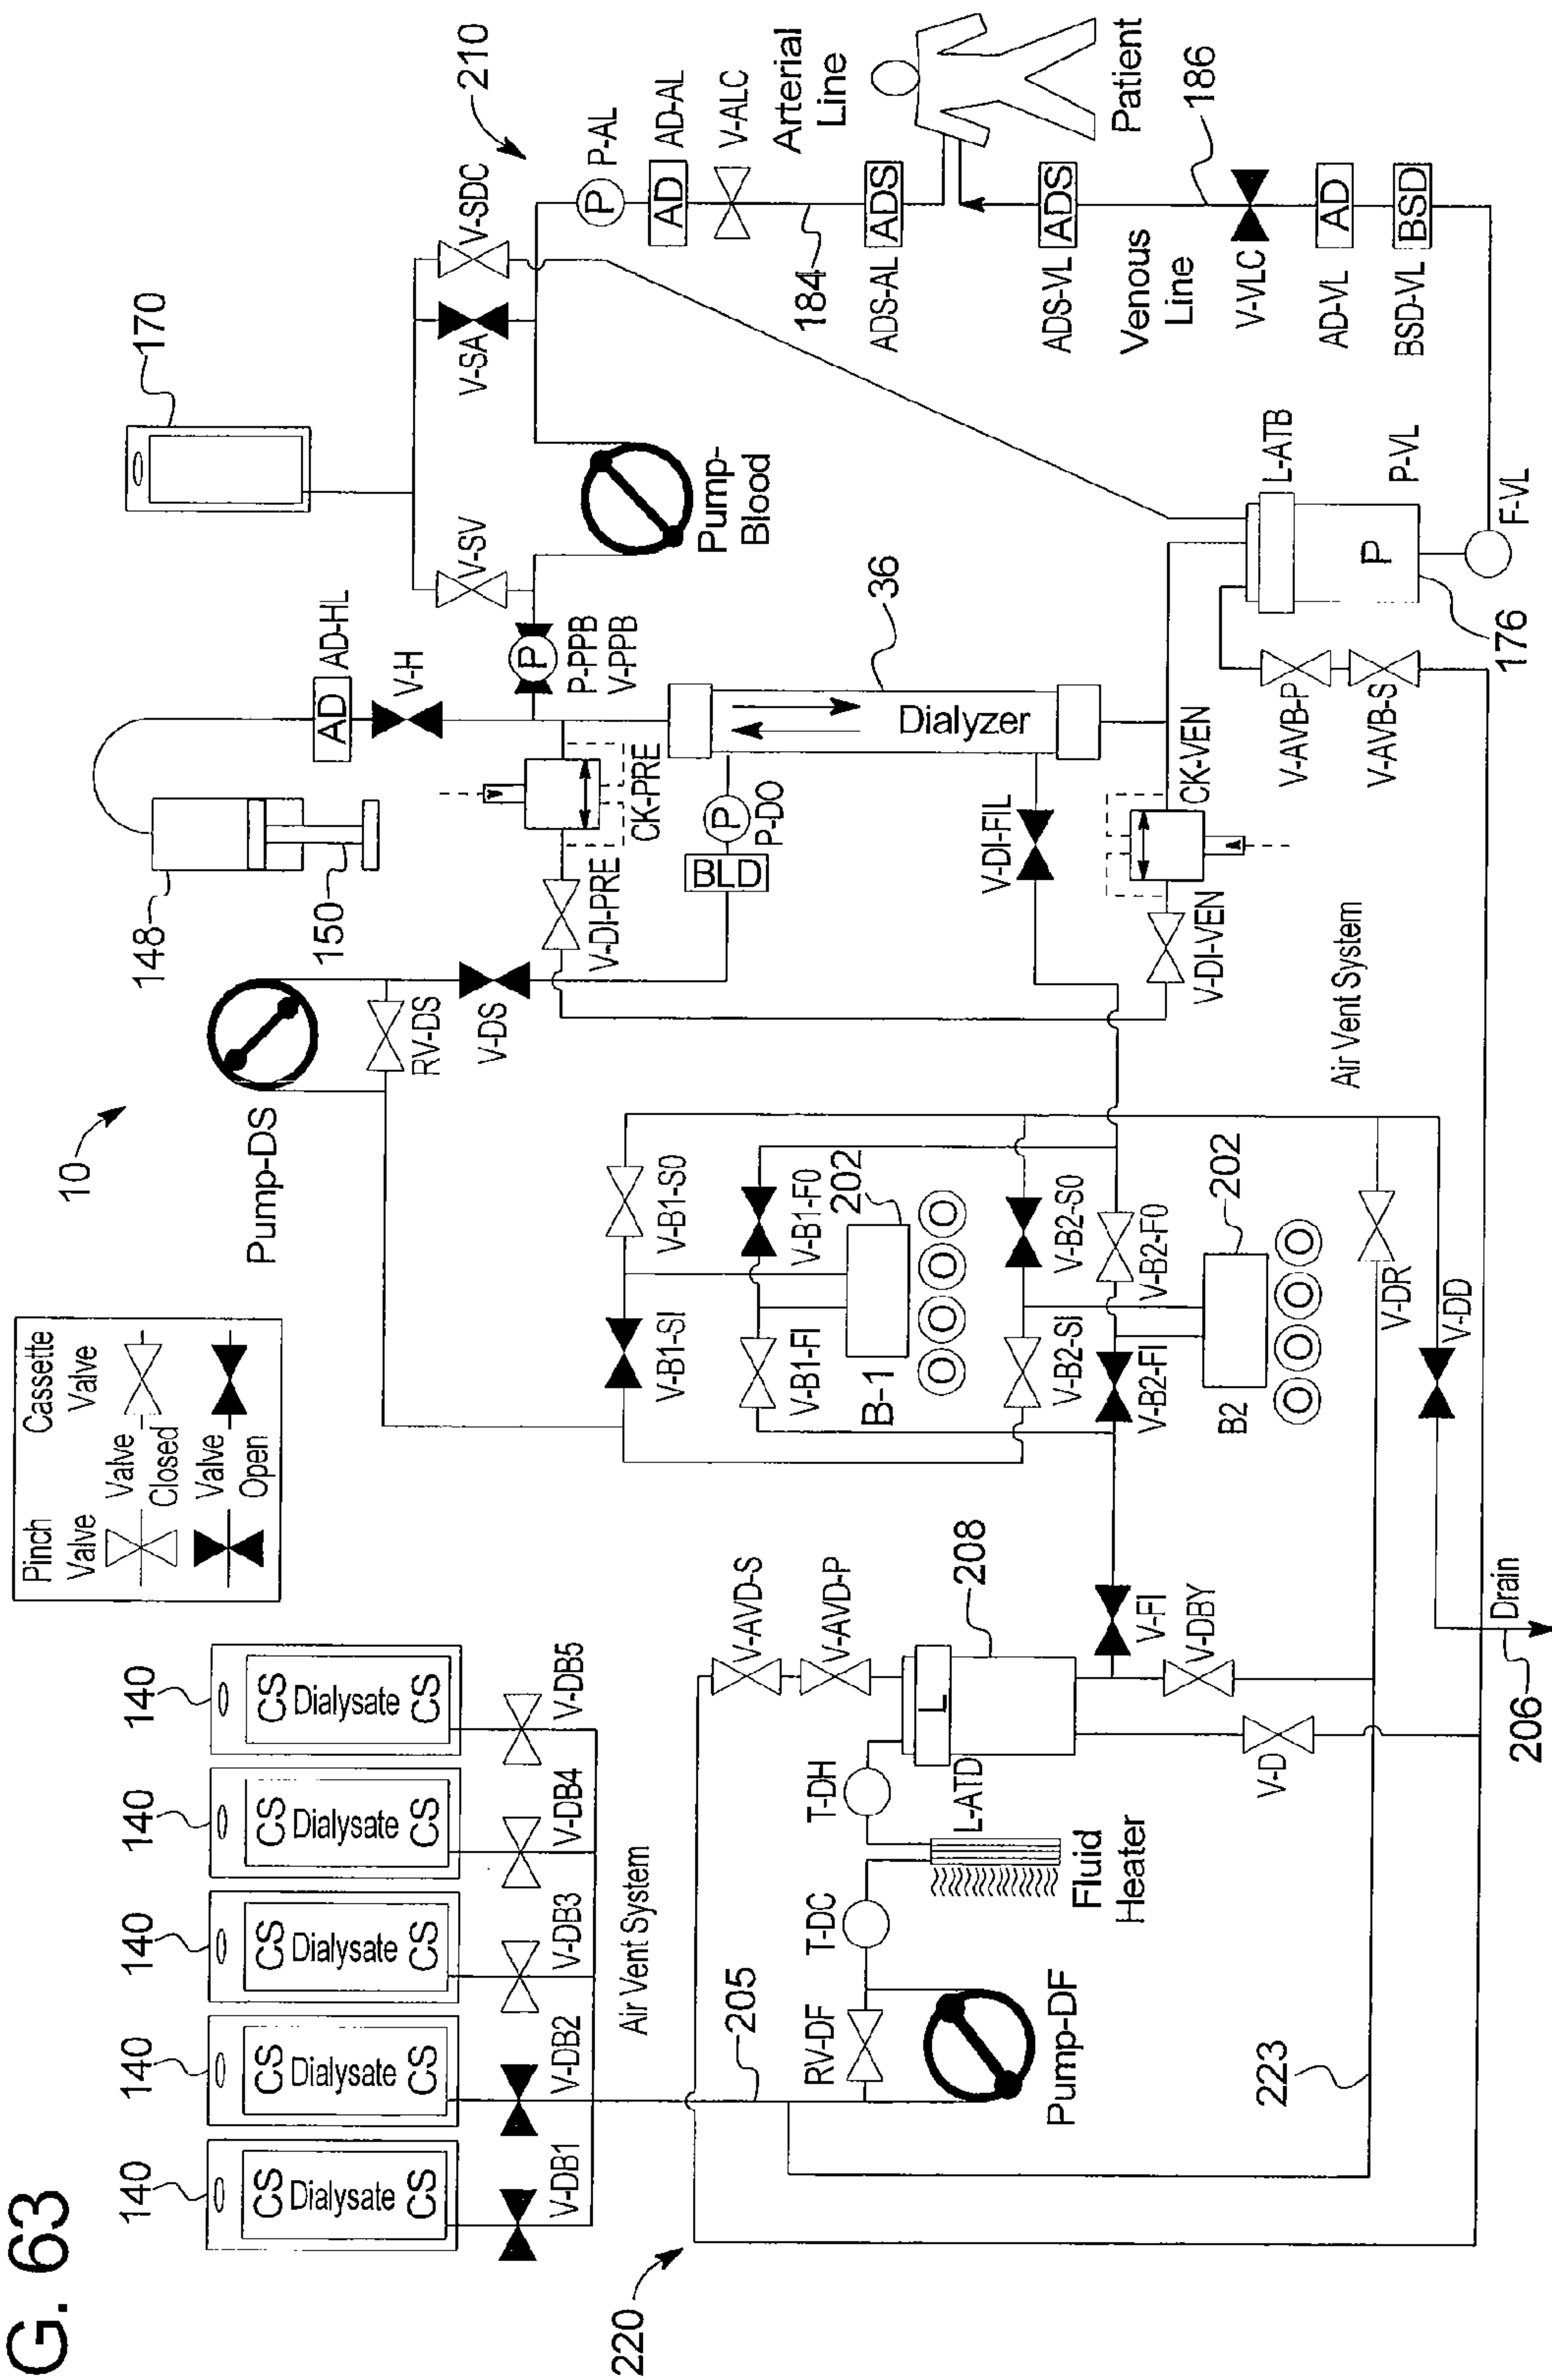 G. 63
10
Pinch
Valve
Cassette
Valve
Valve
Closed
Valve
Open
140
140
140
140
140
CS
Dialysate
CS
CS
Dialysate
CS
CS
Dialysate
CS
CS
Dialysate
CS
CS
Dialysate
CS
V-DB1
V-DB2
V-DB3
V-DB4
V-DB5
Air Vent System
220
205
223
RV-DF
Pump-DF
T-DC
T-DH
Fluid
Heater
L-ATD
L
208
V-AVD-S
V-AVD-P
V-FI
V-DBY
V-D
206
Drain
Pump-DS
RV-DS
V-DS
V-B1-SI
V-B1-S0
V-B1-FI
V-B1-F0
B-1
202
O O O O
V-B2-SI
V-B2-S0
V-B2-FI
V-B2-F0
B2
202
O O O O
V-DR
V-DD
148
150
AD
AD-HL
V-H
CK-PRE
V-DI-PRE
BLD
P
P-DO
Dialyzer
36
V-DI-FIL
V-DI-VEN
CK-VEN
Air Vent System
P
P-PPB
V-PPB
170
V-SV
V-SA
V-SDC
Pump-
Blood
210
P
P-AL
AD
AD-AL
V-ALC
184
Arterial
Line
ADS
ADS-AL
Patient
ADS
ADS-VL
Venous
Line
186
V-VLC
AD
AD-VL
BSD
BSD-VL
L-ATB
P
P-VL
F-VL
176
V-AVB-P
V-AVB-S